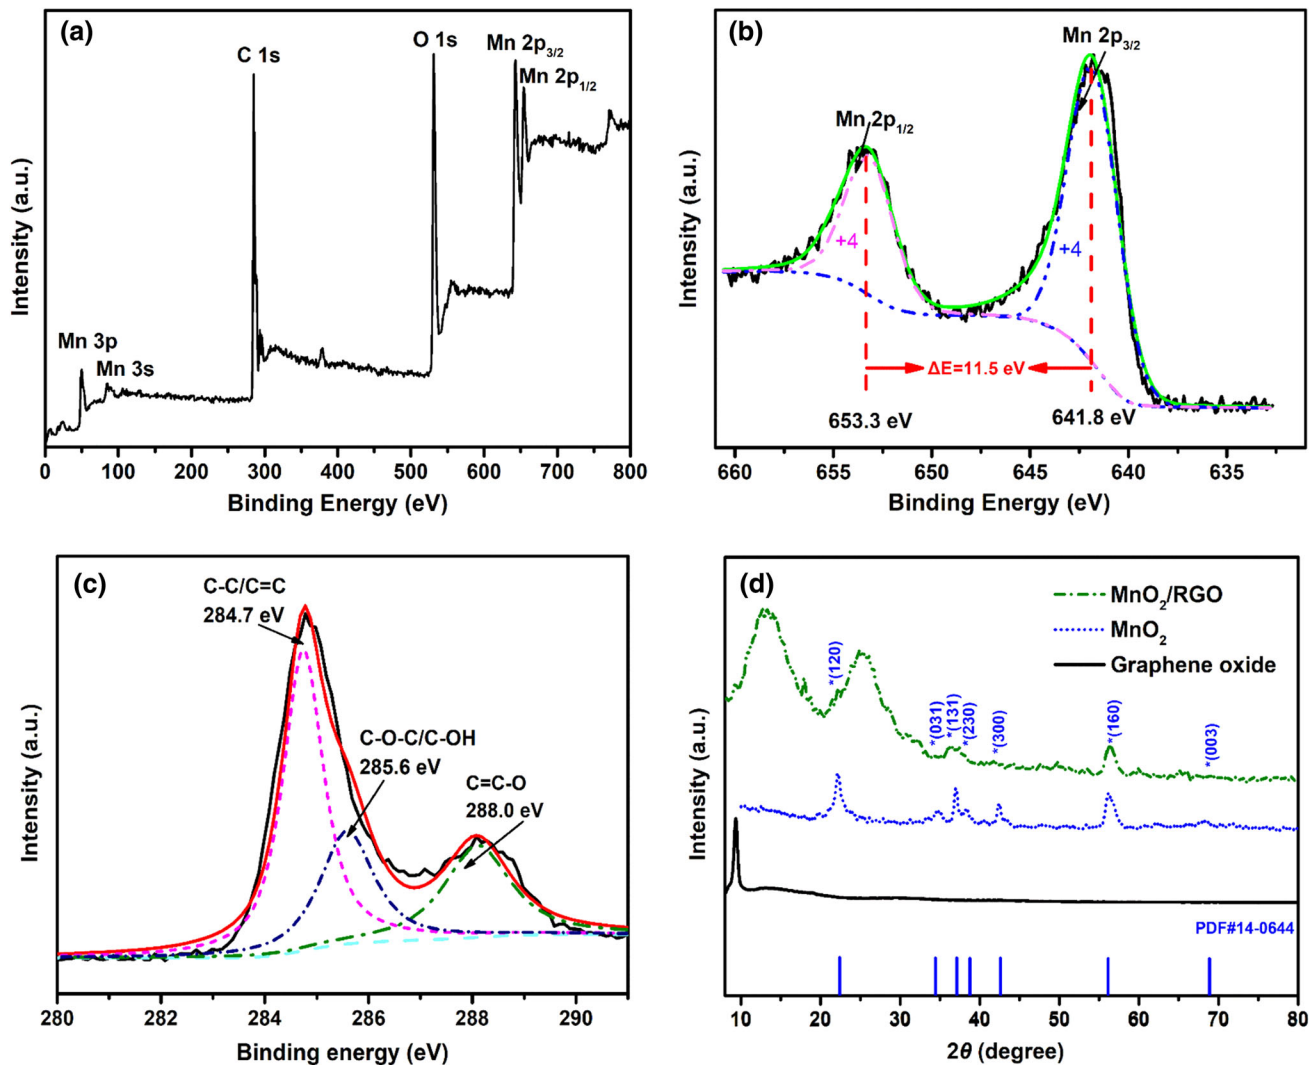 (a)
C 1s
O 1s
Mn 2p3/2
Mn 2p1/2
Mn 3p
Mn 3s
Intensity (a.u.)
0 100 200 300 400 500 600 700 800
Binding Energy (eV)
(b)
Mn 2p3/2
Mn 2p1/2
+4
+4
ΔE=11.5 eV
653.3 eV
641.8 eV
Intensity (a.u.)
660 655 650 645 640 635
Binding Energy (eV)
(c)
C-C/C=C
284.7 eV
C-O-C/C-OH
285.6 eV
C=C-O
288.0 eV
Intensity (a.u.)
280 282 284 286 288 290
Binding energy (eV)
(d)
MnO2/RGO
MnO2
Graphene oxide
*(120)
*(031)
*(131)
*(230)
*(300)
*(160)
*(003)
PDF#14-0644
Intensity (a.u.)
10 20 30 40 50 60 70 80
2θ (degree)